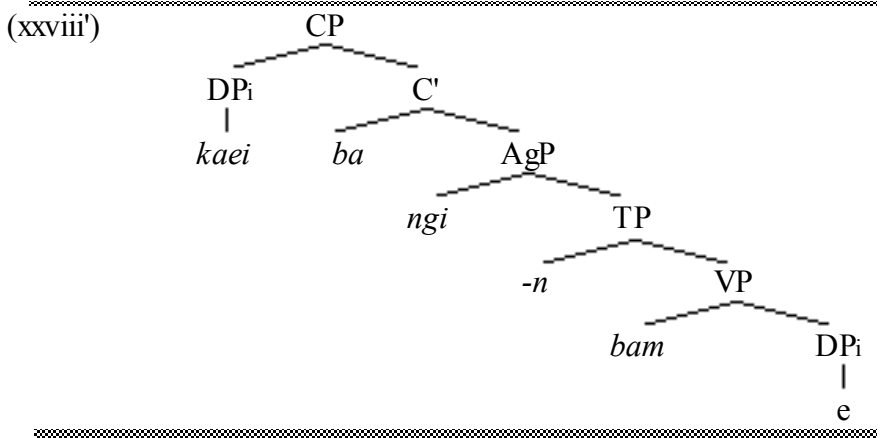 (xxviii') CP
DPi C'
kaei ba AgP
ngi TP
-n VP
bam DPi
e